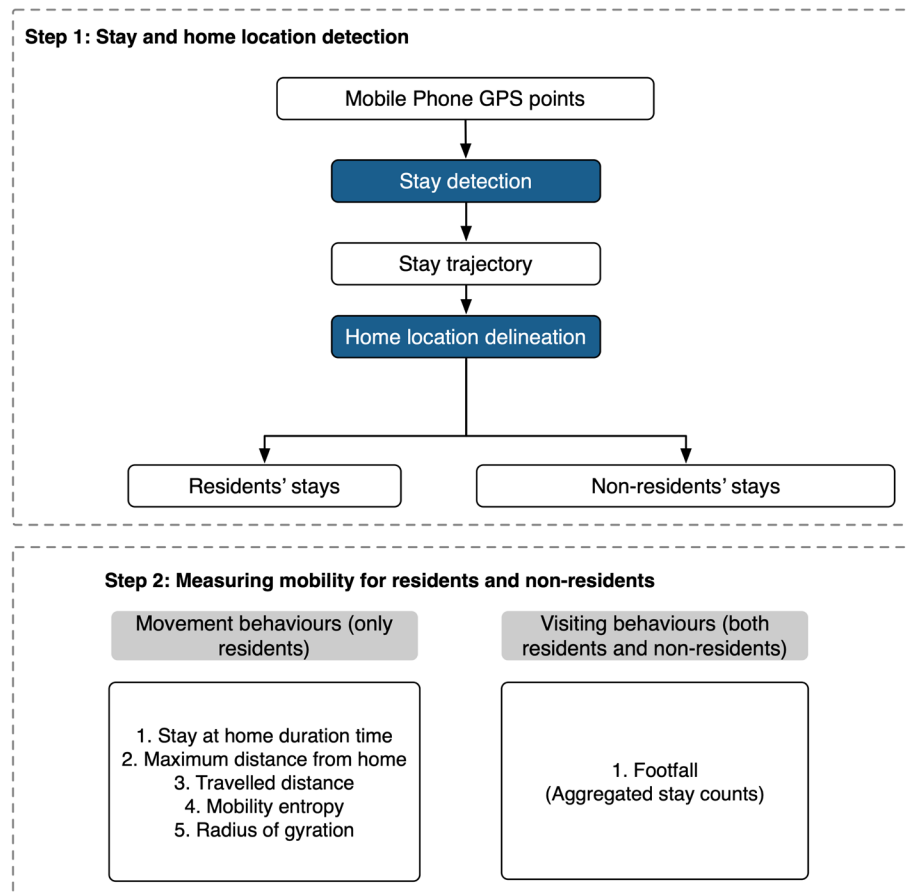 Step 1: Stay and home location detection
Mobile Phone GPS points
Stay detection
Stay trajectory
Home location delineation
Residents’ stays
Non-residents’ stays
Step 2: Measuring mobility for residents and non-residents
Movement behaviours (only
residents)
Visiting behaviours (both
residents and non-residents)
1. Stay at home duration time
2. Maximum distance from home
3. Travelled distance
4. Mobility entropy
5. Radius of gyration
1. Footfall
(Aggregated stay counts)